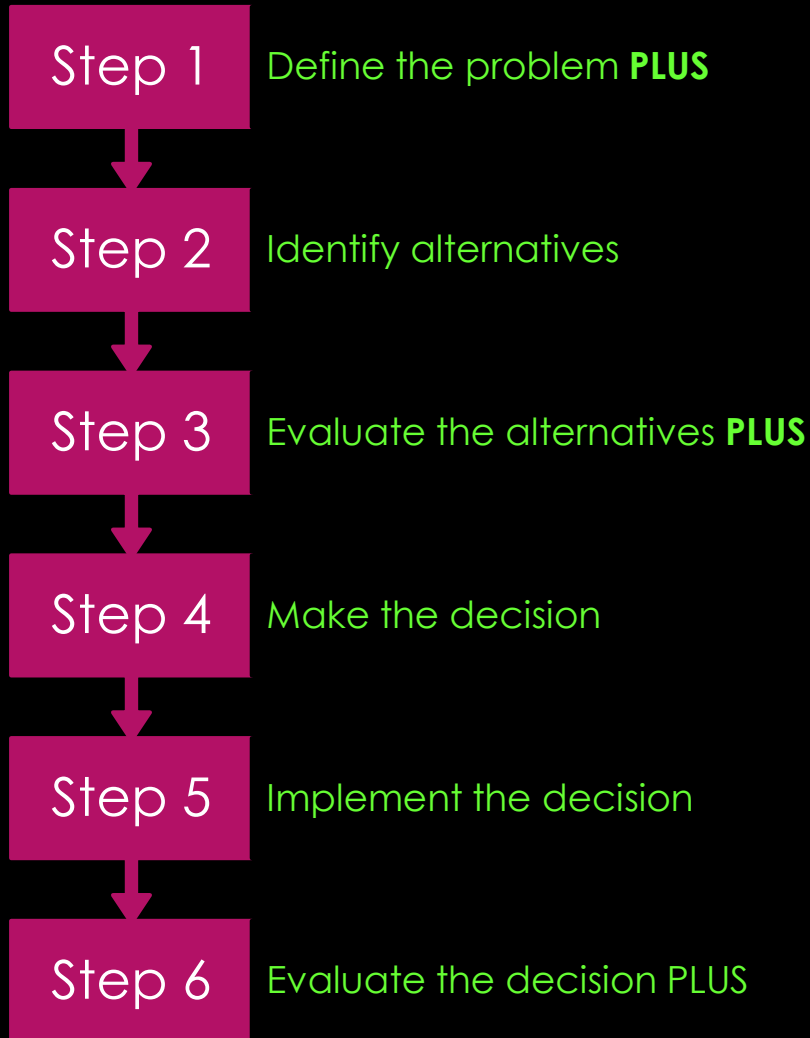 Step 1
Define the problem PLUS
Step 2
Identify alternatives
Step 3
Evaluate the alternatives PLUS
Step 4
Make the decision
Step 5
Implement the decision
Step 6
Evaluate the decision PLUS